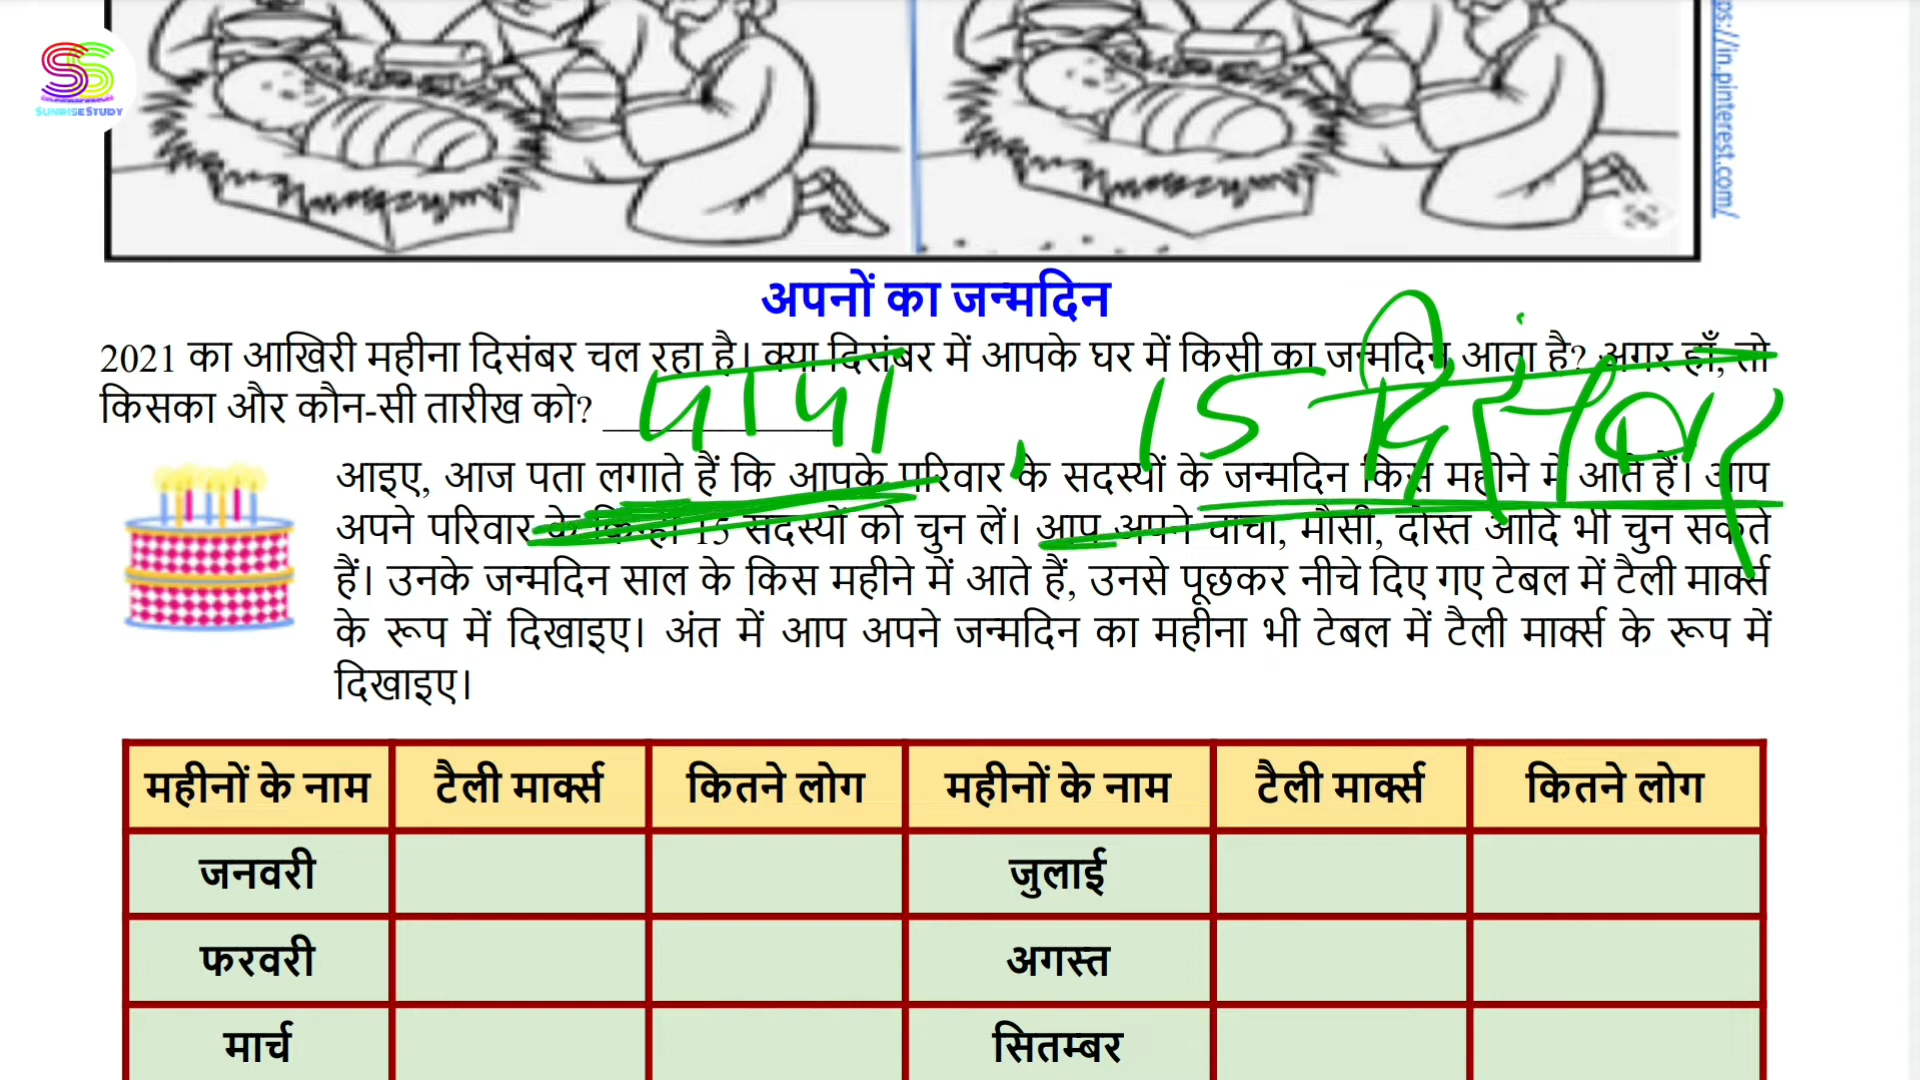 SS
SUNRISE STUDY
ps://in.pinterest.com/
अपनों का जन्मदिन
2021 का आखिरी महीना दिसंबर चल रहा है। क्या दिसंबर में आपके घर में किसी का जन्मदिन आता है? अगर हाँ, तो
किसका और कौन-सी तारीख को? ____________
पापा, 15 दिसंबर
आइए, आज पता लगाते हैं कि आपके परिवार के सदस्यों के जन्मदिन किस महीने में आते हैं। आप
अपने परिवार के किन्हीं 15 सदस्यों को चुन लें। आप अपने चाचा, मौसी, दोस्त आदि भी चुन सकते
हैं। उनके जन्मदिन साल के किस महीने में आते हैं, उनसे पूछकर नीचे दिए गए टेबल में टैली मार्क्स
के रूप में दिखाइए। अंत में आप अपने जन्मदिन का महीना भी टेबल में टैली मार्क्स के रूप में
दिखाइए।
महीनों के नाम टैली मार्क्स कितने लोग महीनों के नाम टैली मार्क्स कितने लोग
जनवरी जुलाई
फरवरी अगस्त
मार्च सितम्बर